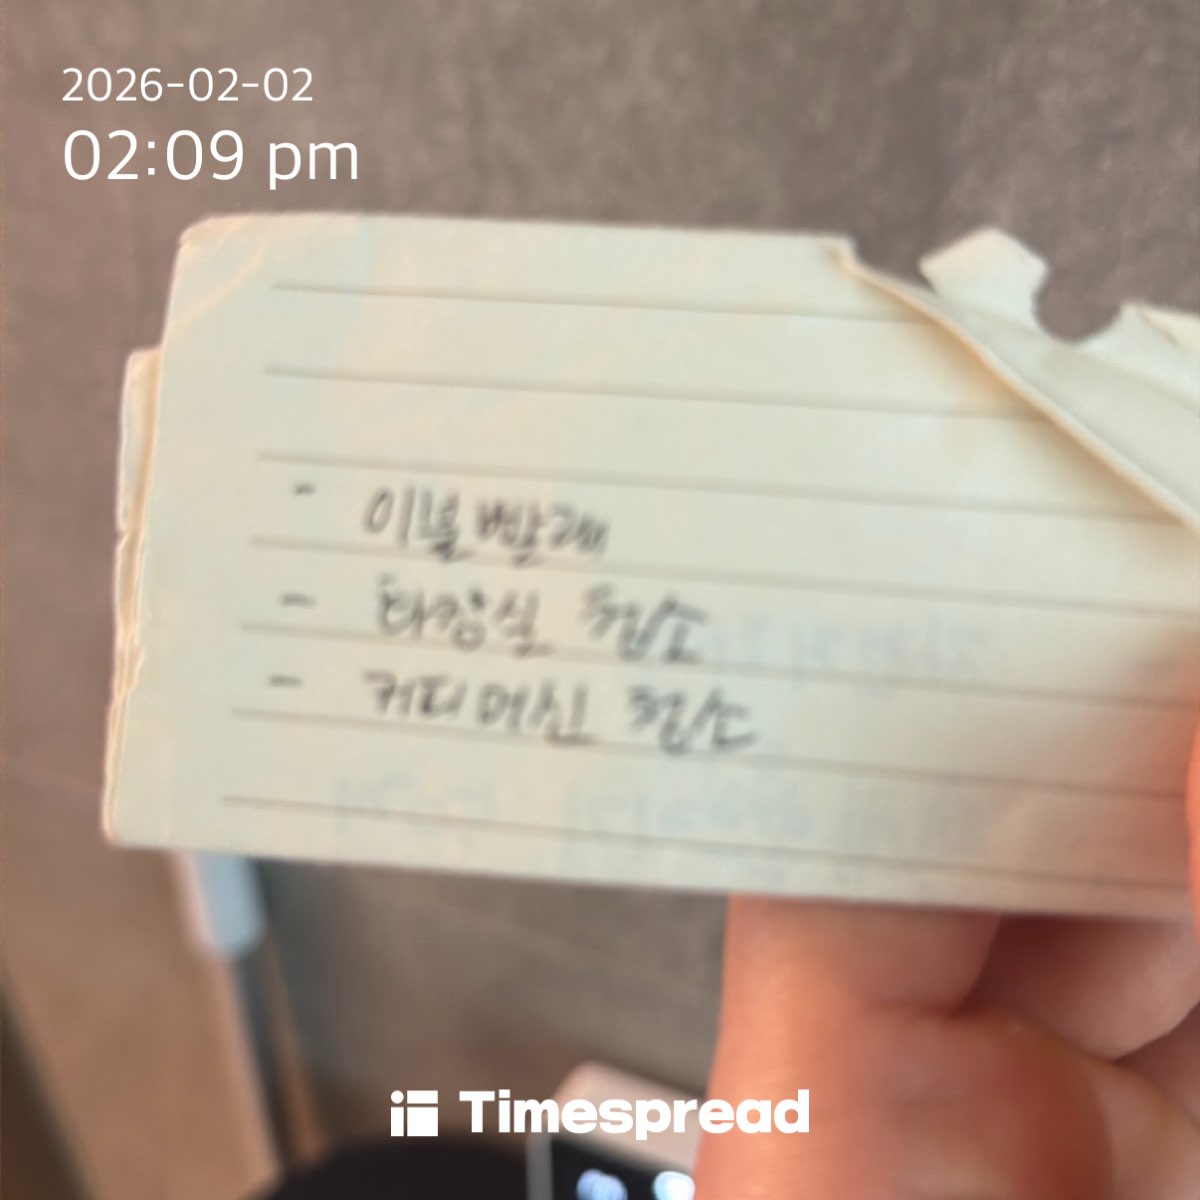 2026-02-02
02:09 pm
- 이불빨래
- 화장실 청소
- 커피머신 청소
Timespread